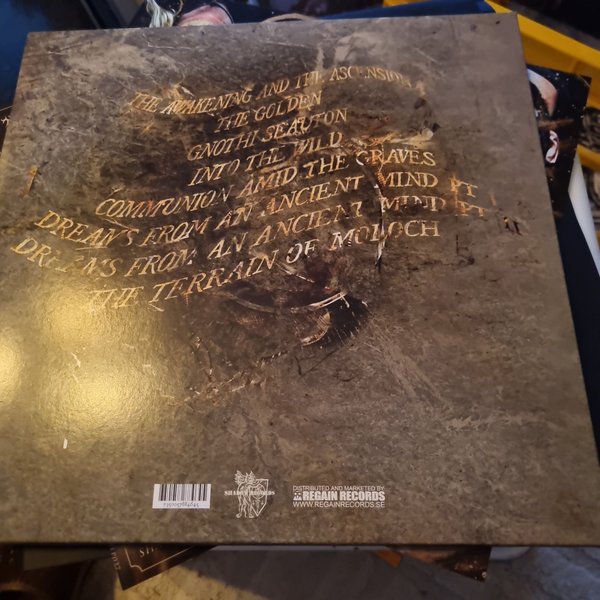 THE AWAKENING AND THE ASCENSION
THE GOLDEN
GNOTHI SEAUTON
INTO THE WILD
COMMUNION AMID THE GRAVES
DREAMS FROM AN ANCIENT MIND PT
DREAMS FROM AN ANCIENT MIND PT
THE TERRAIN OF MOLOCH
SHADOW RECORDS
DISTRIBUTED AND MARKETED BY
REGAIN RECORDS
WWW.REGAINRECORDS.SE